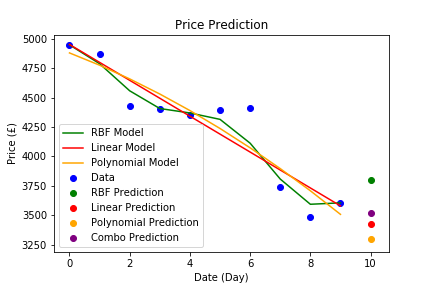 Price Prediction
5000
4750
4500
4250
4000
3750
3500
3250
Price (£)
RBF Model
Linear Model
Polynomial Model
Data
RBF Prediction
Linear Prediction
Polynomial Prediction
Combo Prediction
0 2 4 6 8 10
Date (Day)